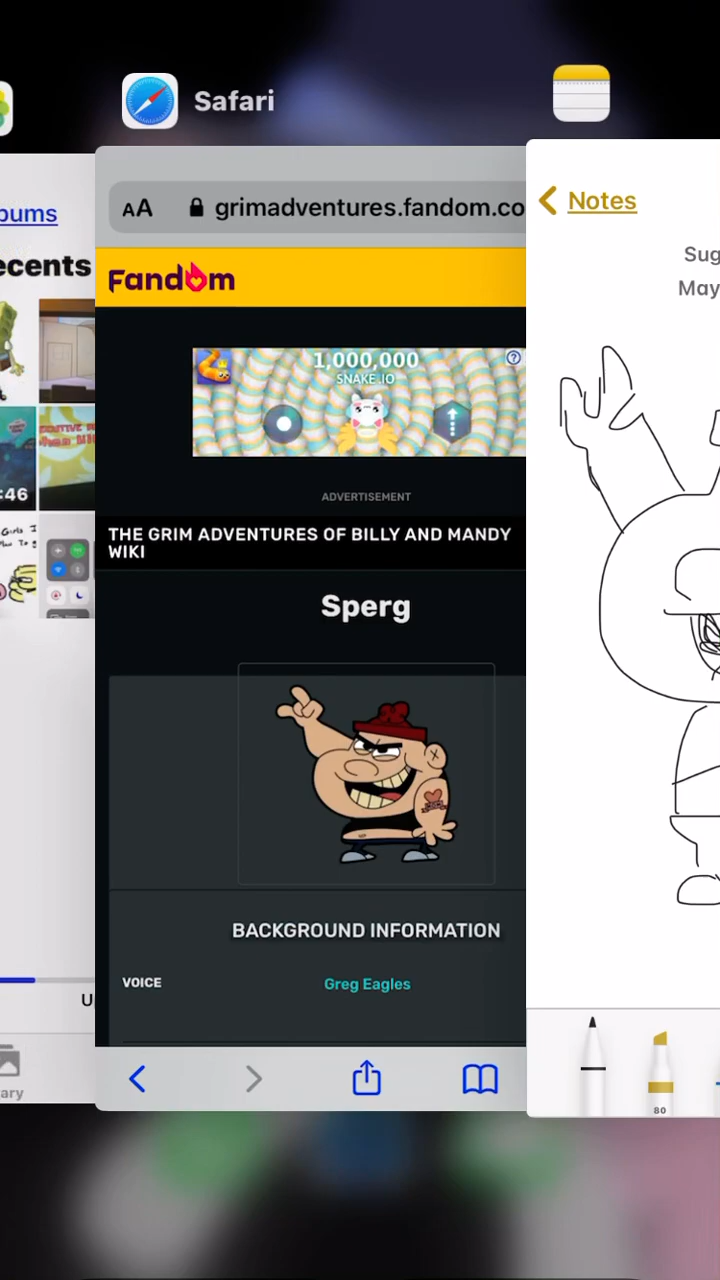 Safari
bums
Notes
AA grimadventures.fandom.co
ecents
Fandom
Sug
May
1,000,000
SNAKE.IO
ADVERTISEMENT
THE GRIM ADVENTURES OF BILLY AND MANDY
WIKI
:46
Sperg
BACKGROUND INFORMATION
VOICE
Greg Eagles
U
ary
80